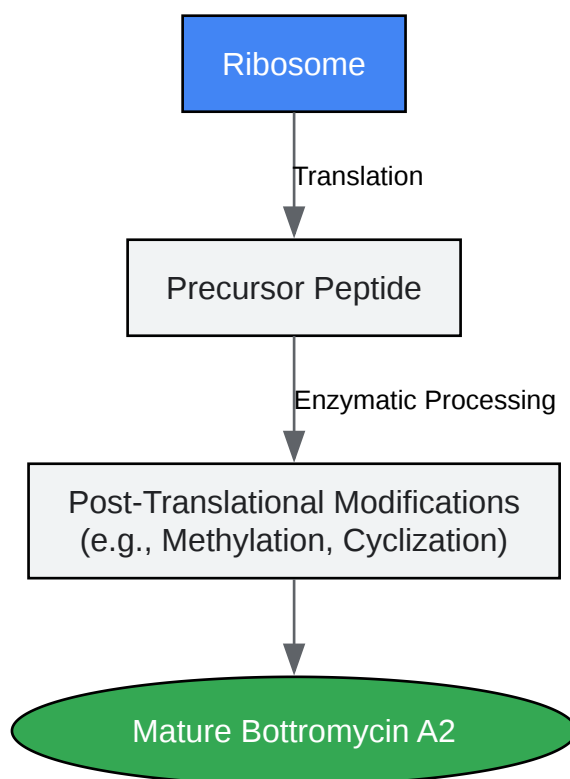 Ribosome
Translation
Precursor Peptide
Enzymatic Processing
Post-Translational Modifications
(e.g., Methylation, Cyclization)
Mature Bottromycin A2